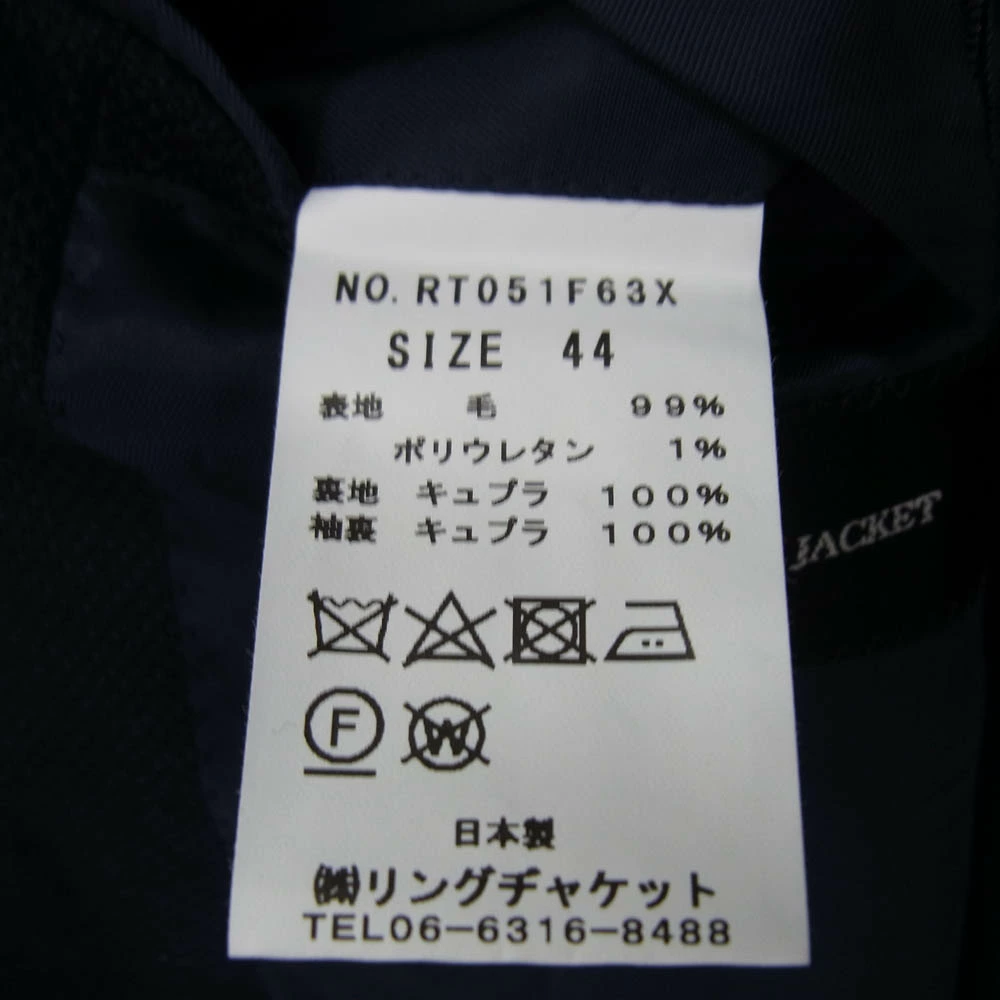 NO. RT051F63X
SIZE 44
表地 毛 99%
ポリウレタン 1%
裏地 キュプラ 100%
袖裏 キュプラ 100%
JACKET
F
W
日本製
㈱リングヂャケット
TEL06-6316-8488